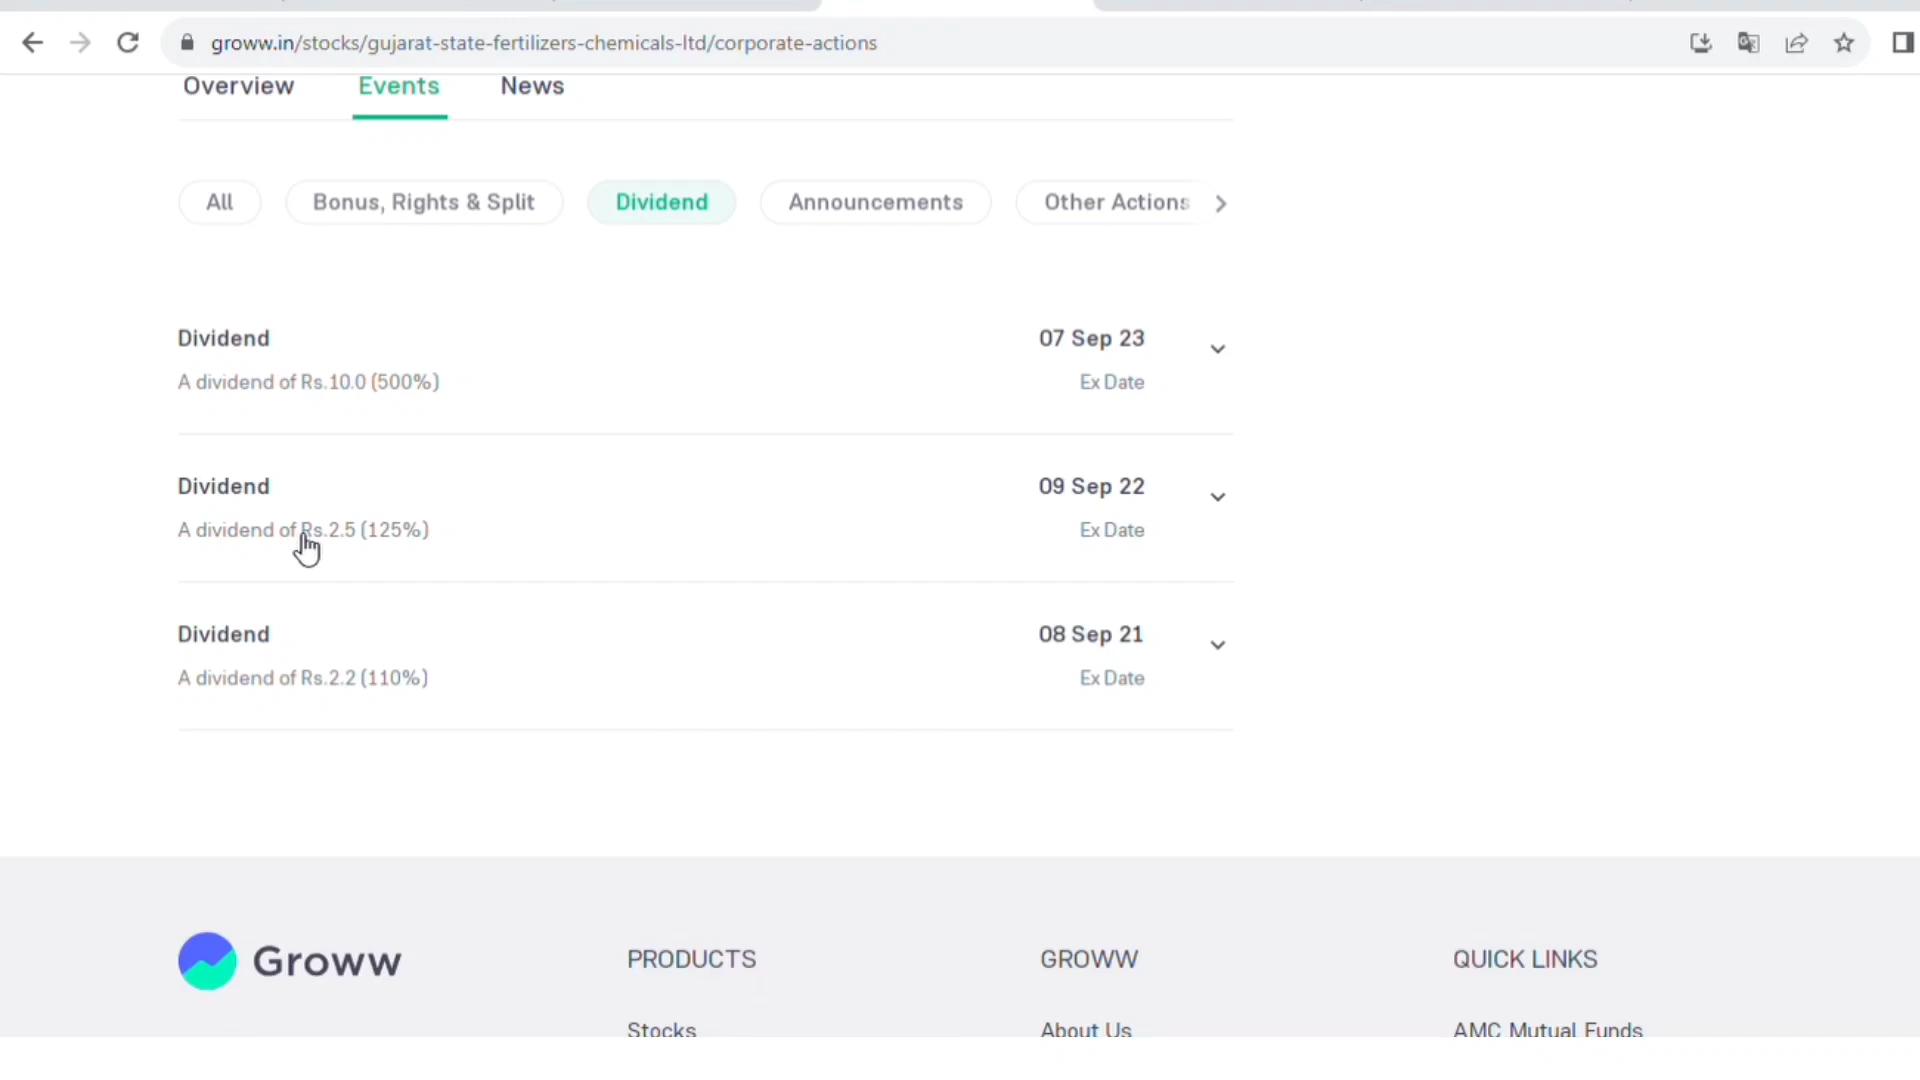 groww.in/stocks/gujarat-state-fertilizers-chemicals-ltd/corporate-actions
Overview Events News
All Bonus, Rights & Split Dividend Announcements Other Actions
Dividend 07 Sep 23
A dividend of Rs.10.0 (500%) Ex Date
Dividend 09 Sep 22
A dividend of Rs.2.5 (125%) Ex Date
Dividend 08 Sep 21
A dividend of Rs.2.2 (110%) Ex Date
Groww PRODUCTS GROWW QUICK LINKS
Stocks About Us AMC Mutual Funds